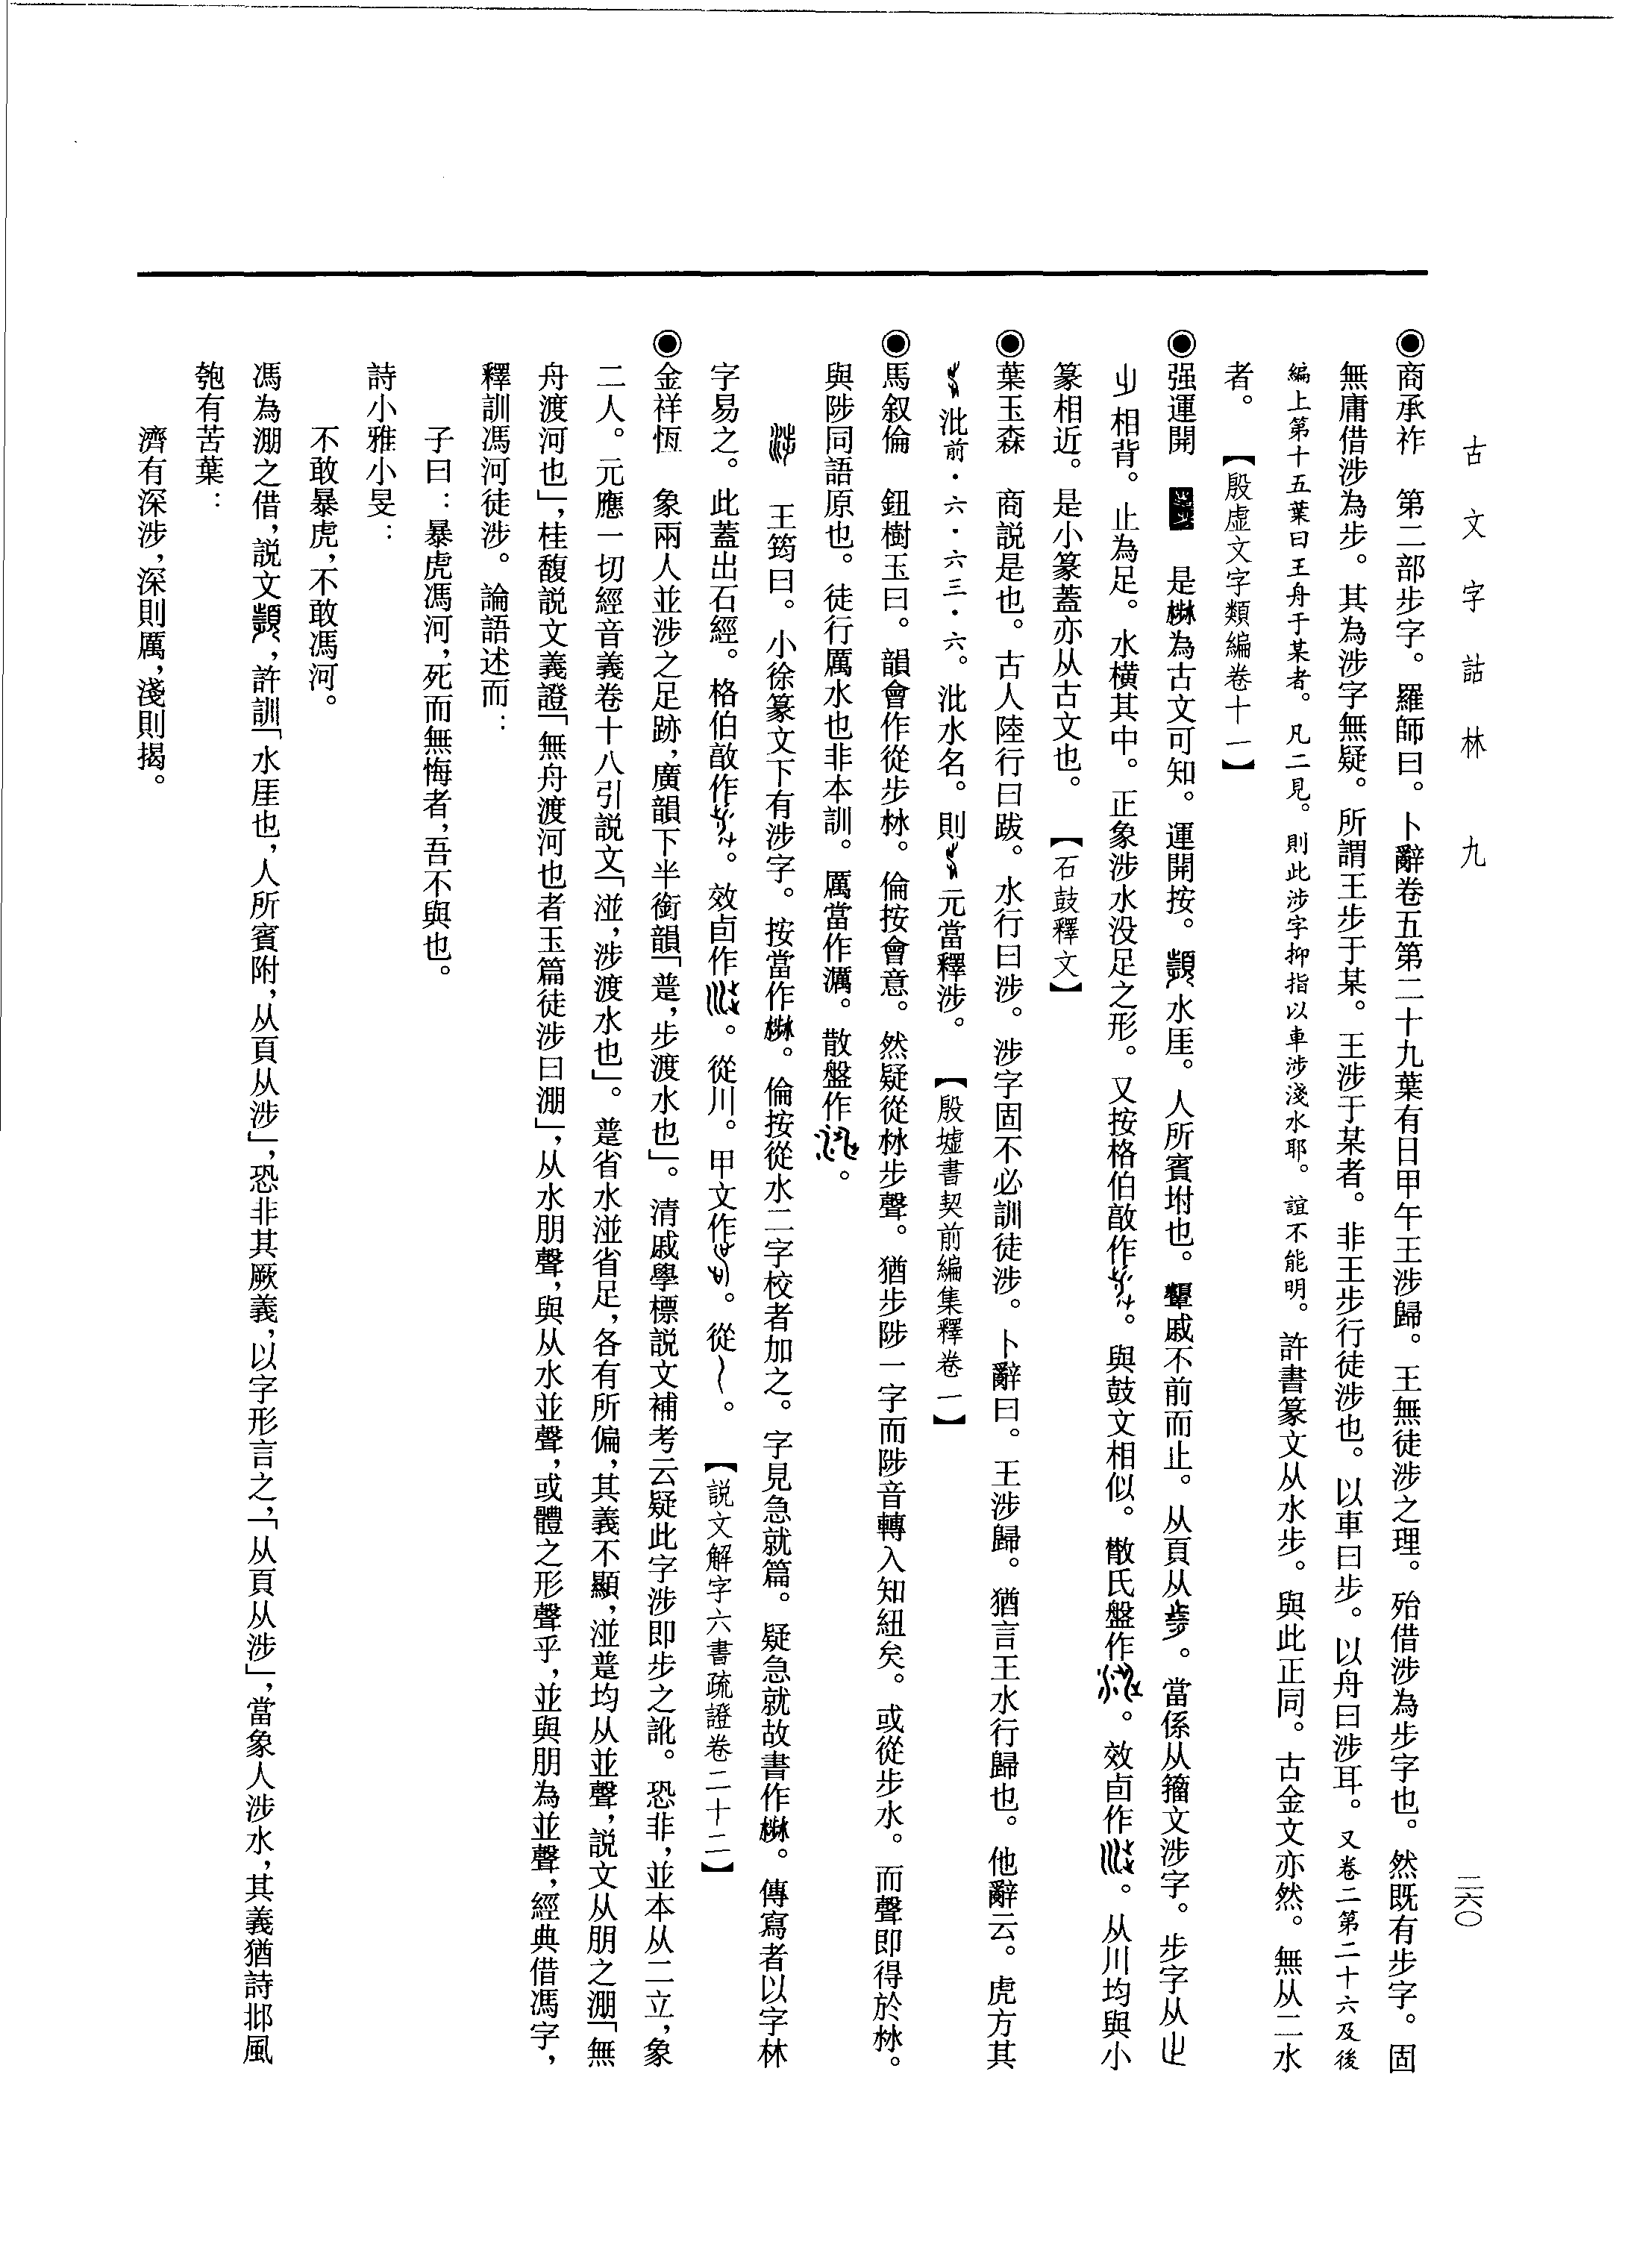 古文字詁林 九
二六〇
◉商承祚 第二部步字。羅師曰。卜辭卷五第二十九葉有日甲午王涉歸。王無徒涉之理。殆借涉為步字也。然既有步字。固
無庸借涉為步。其為涉字無疑。所謂王步于某。王涉于某者。非王步行徒涉也。以車曰步。以舟曰涉耳。又卷二第二十六及後
編上第十五葉曰王舟于某者。凡二見。則此涉字抑指以車涉淺水耶。誼不能明。許書篆文从水步。與此正同。古金文亦然。無从二水
者。【殷虛文字類編卷十一】
◉强運開 是𣥿為古文可知。運開按。顰水厓。人所賓坿也。顰戚不前而止。从頁从。當係从籀文涉字。步字从
相背。止為足。水橫其中。正象涉水没足之形。又按格伯𣪘作。與鼓文相似。散氏盤作。效卣作。从川均與小
篆相近。是小篆蓋亦从古文也。【石鼓釋文】
◉葉玉森 商説是也。古人陸行曰跋。水行曰涉。涉字固不必訓徒涉。卜辭曰。王涉歸。猶言王水行歸也。他辭云。虎方其
沘前·六·六三·六。沘水名。則元當釋涉。【殷墟書契前編集釋卷一】
◉馬叙倫 鈕樹玉曰。韻會作從步沝。倫按會意。然疑從沝步聲。猶步陟一字而陟音轉入知紐矣。或從步水。而聲即得於沝。
與陟同語原也。徒行厲水也非本訓。厲當作濿。散盤作。
王筠曰。小徐篆文下有涉字。按當作𣥿。倫按從水二字校者加之。字見急就篇。疑急就故書作𣥿。傳寫者以字林
字易之。此蓋出石經。格伯𣪘作。效卣作。從川。甲文作。從。【説文解字六書疏證卷二十二】
◉金祥恆 象兩人並涉之足跡，廣韻下半銜韻「踫，步渡水也」。清戚學標説文補考云疑此字涉即步之訛。恐非，並本从二立，象
二人。元應一切經音義卷十八引説文「湴，涉渡水也」。踫省水湴省足，各有所偏，其義不顯，湴踫均从並聲，説文从朋之淜「無
舟渡河也」，桂馥説文義證「無舟渡河也者玉篇徒涉曰淜」，从水朋聲，與从水並聲，或體之形聲乎，並與朋為並聲，經典借馮字，
釋訓馮河徒涉。論語述而：
子曰：暴虎馮河，死而無悔者，吾不與也。
詩小雅小旻：
不敢暴虎，不敢馮河。
馮為淜之借，説文顰，許訓「水厓也，人所賓附，从頁从涉」，恐非其厥義，以字形言之，「从頁从涉」，當象人涉水，其義猶詩邶風
匏有苦葉：
濟有深涉，深則厲，淺則揭。